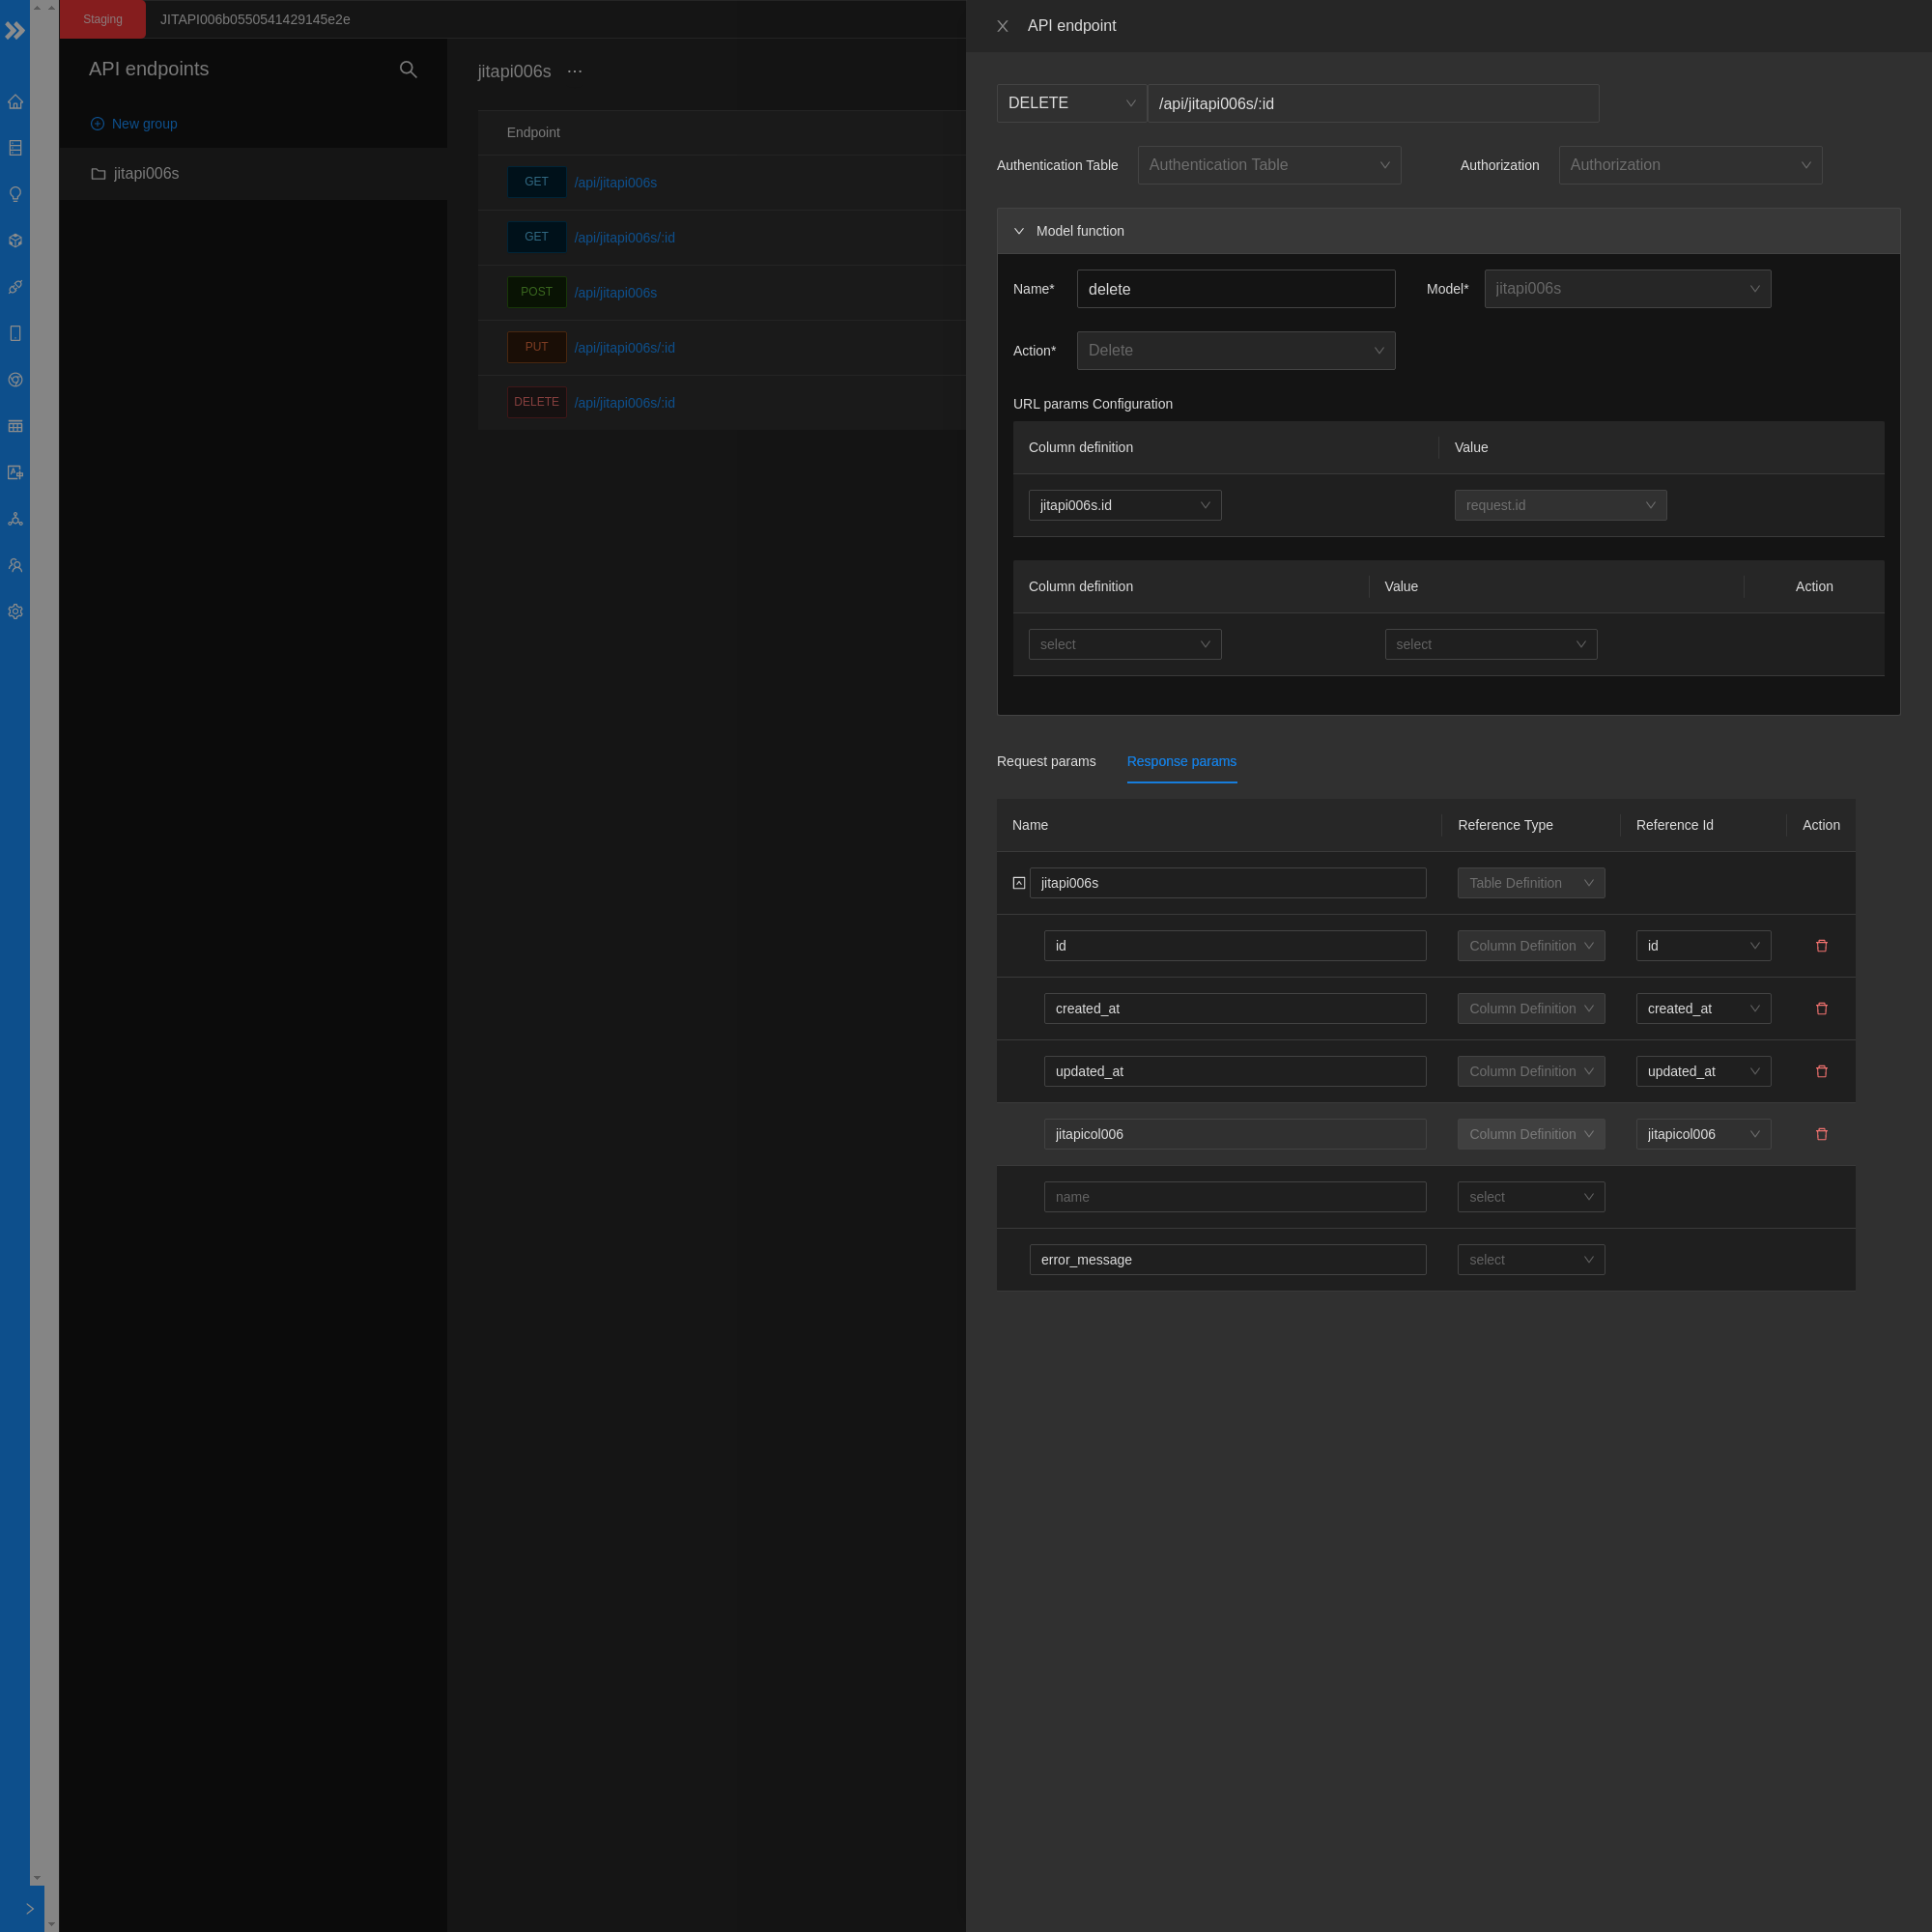 Staging
JITAPI006b0550541429145e2e
API endpoints
New group
jitapi006s
jitapi006s ···
Endpoint
GET /api/jitapi006s
GET /api/jitapi006s/:id
POST /api/jitapi006s
PUT /api/jitapi006s/:id
DELETE /api/jitapi006s/:id
API endpoint
DELETE /api/jitapi006s/:id
Authentication Table Authentication Table Authorization Authorization
Model function
Name* delete Model* jitapi006s
Action* Delete
URL params Configuration
Column definition Value
jitapi006s.id request.id
Column definition Value Action
select select
Request params Response params
Name Reference Type Reference Id Action
jitapi006s Table Definition
id Column Definition id
created_at Column Definition created_at
updated_at Column Definition updated_at
jitapicol006 Column Definition jitapicol006
name select
error_message select